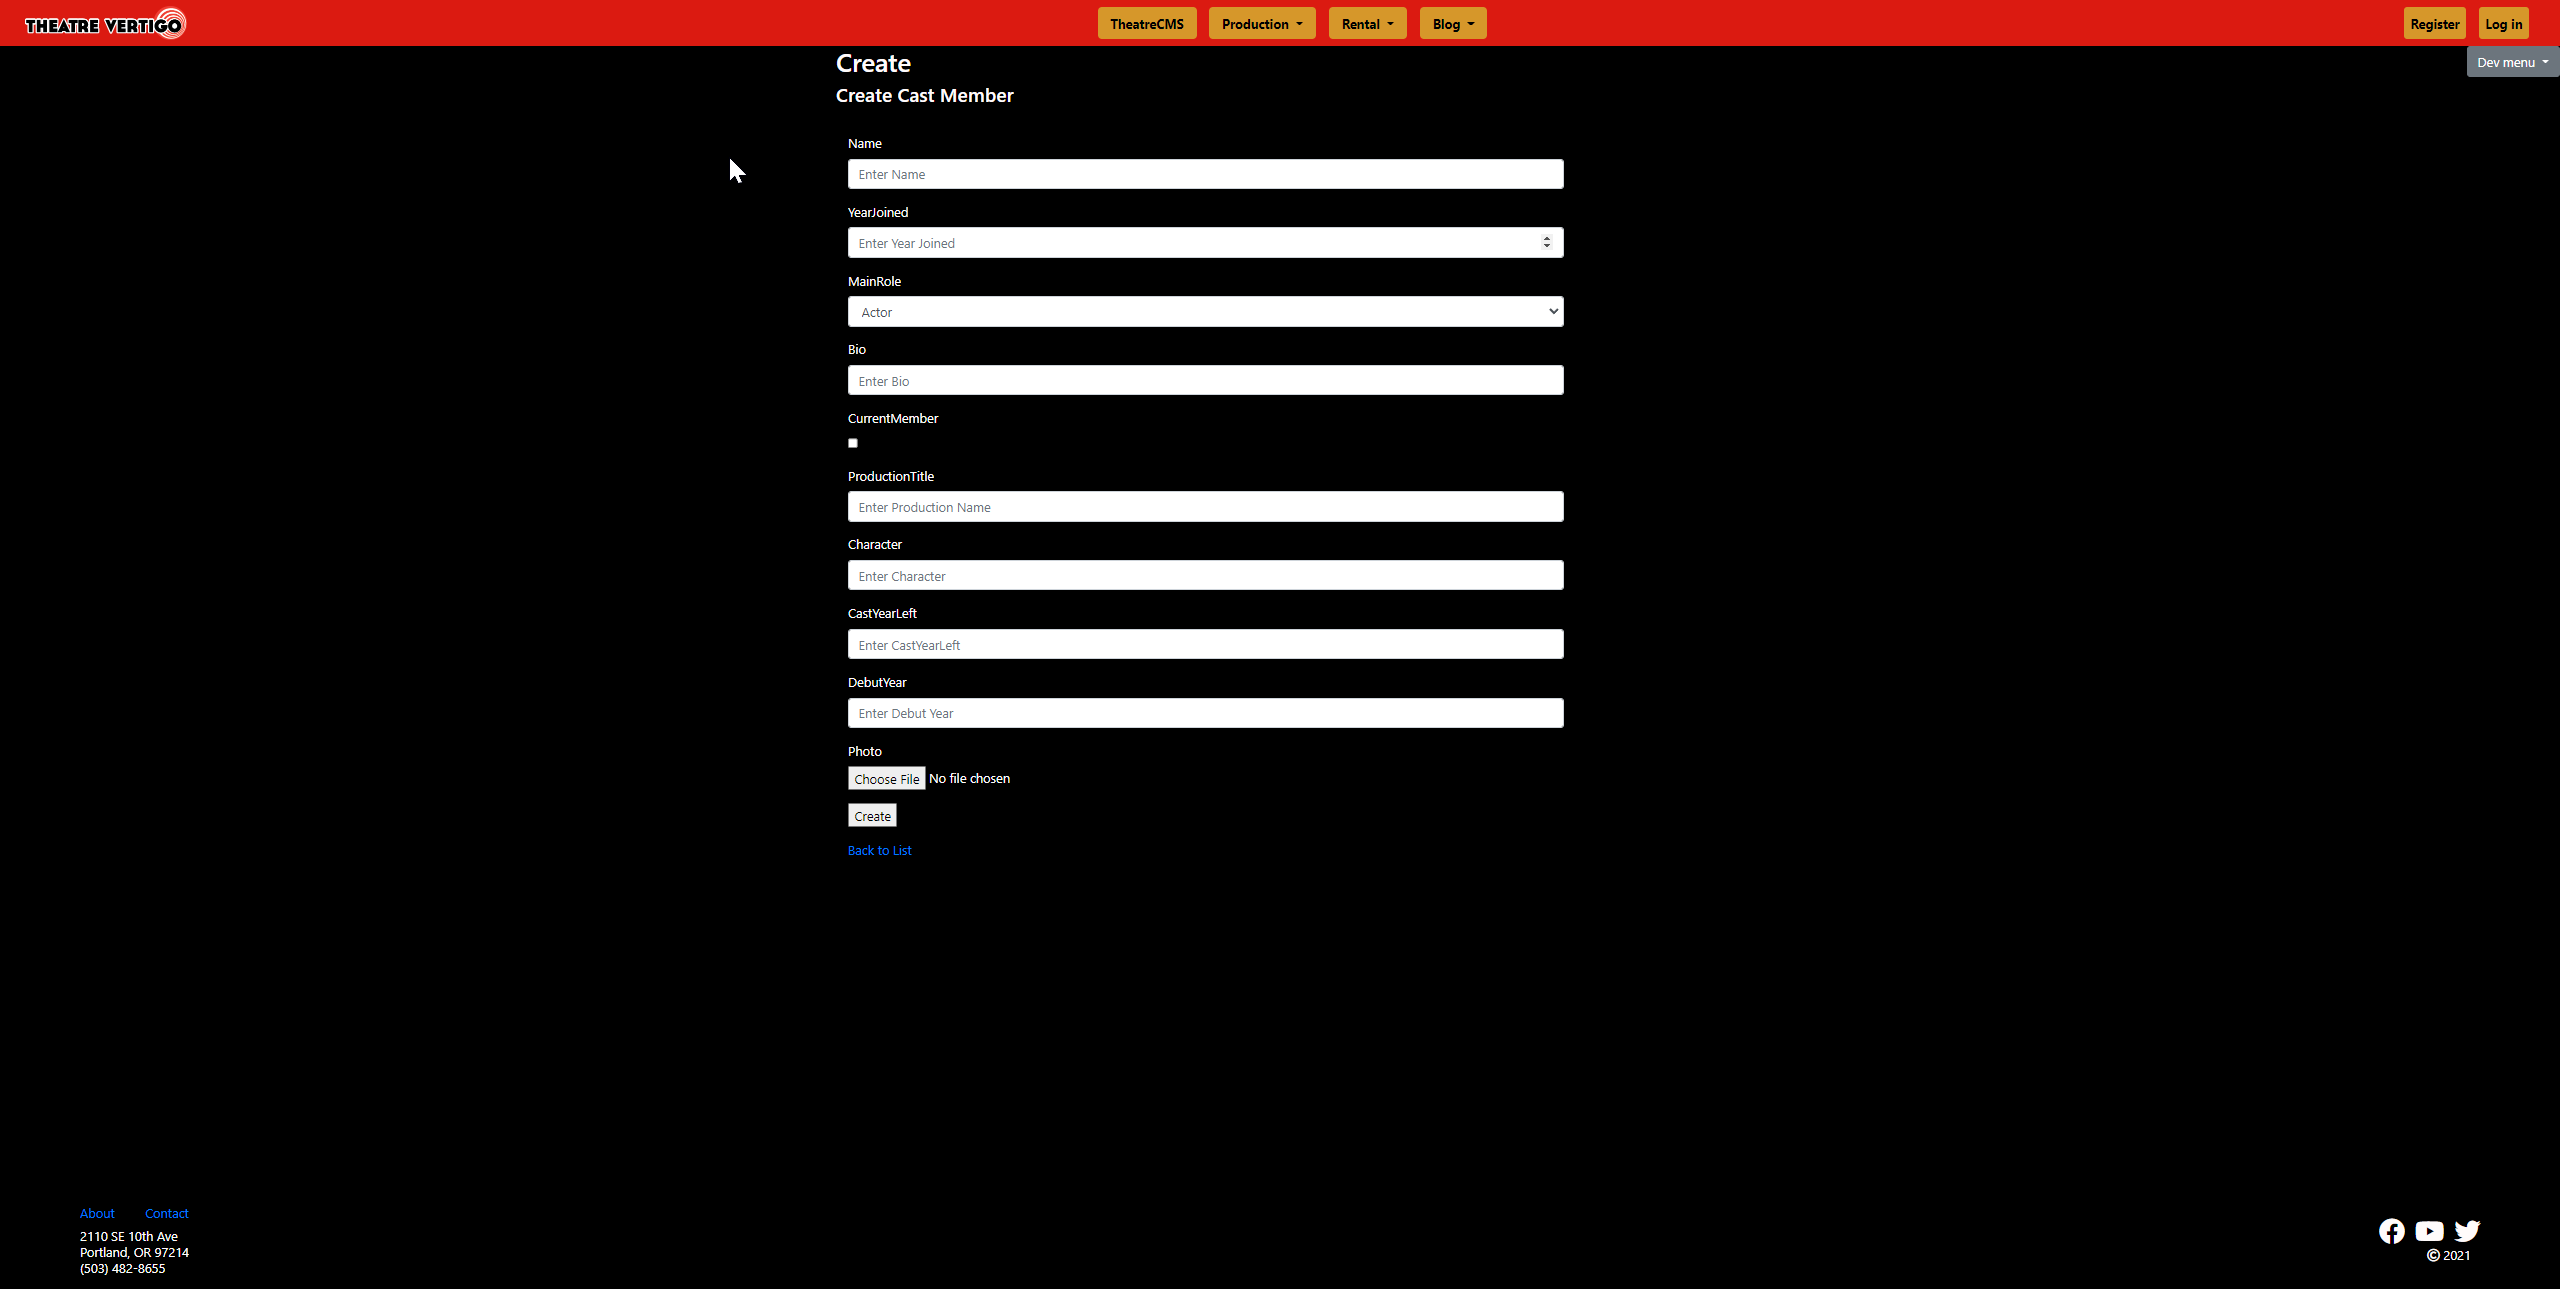 THEATRE VERTIGO
TheatreCMS Production Rental Blog Register Log in
Dev menu
Create
Create Cast Member
Name
Enter Name
YearJoined
Enter Year Joined
MainRole
Actor
Bio
Enter Bio
CurrentMember
ProductionTitle
Enter Production Name
Character
Enter Character
CastYearLeft
Enter CastYearLeft
DebutYear
Enter Debut Year
Photo
Choose File No file chosen
Create
Back to List
About Contact
2110 SE 10th Ave
Portland, OR 97214
(503) 482-8655
© 2021